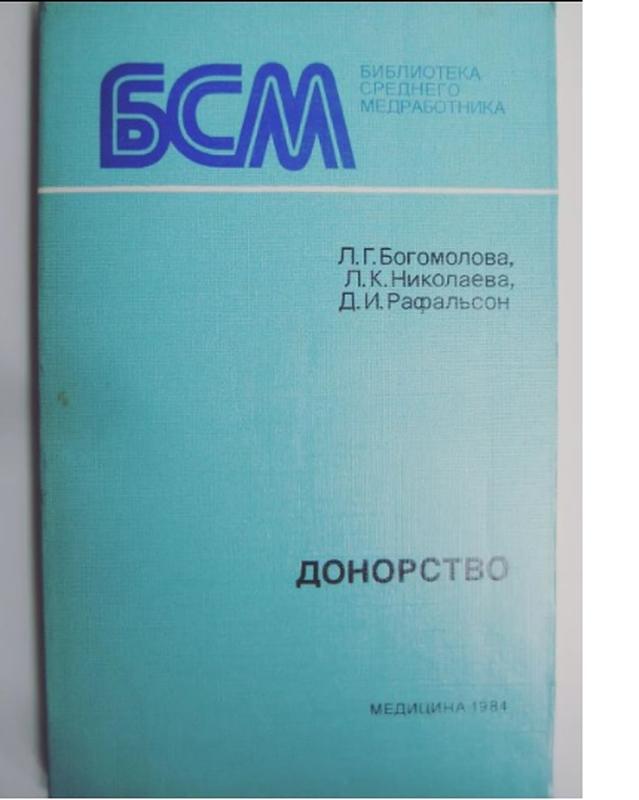 БСМ
БИБЛИОТЕКА
СРЕДНЕГО
МЕДРАБОТНИКА
Л.Г.Богомолова,
Л.К.Николаева,
Д.И.Рафальсон
ДОНОРСТВО
МЕДИЦИНА 1984